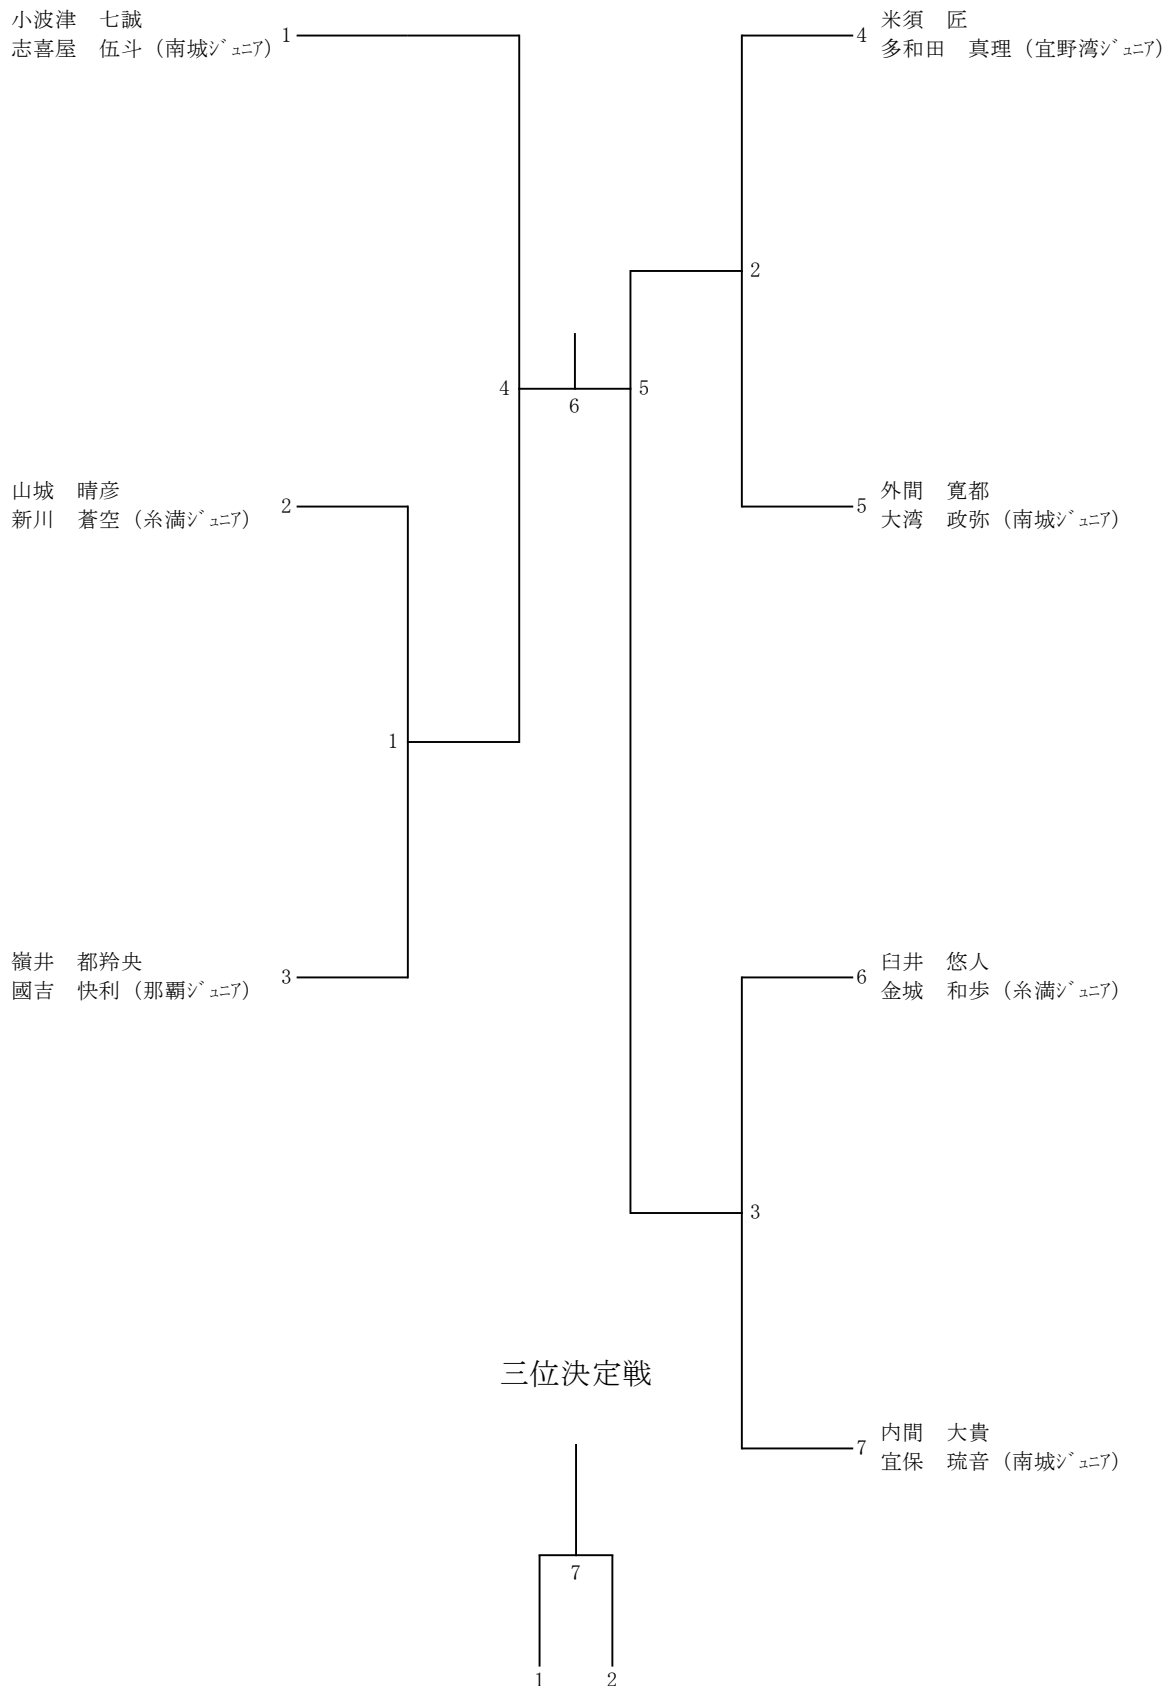 小波津　七誠
志喜屋　伍斗（南城ｼﾞｭﾆｱ）
1
山城　晴彦
新川　蒼空（糸満ｼﾞｭﾆｱ）
2
嶺井　都羚央
國吉　快利（那覇ｼﾞｭﾆｱ）
3
1
4
6
5
2
3
4
米須　匠
多和田　真理（宜野湾ｼﾞｭﾆｱ）
5
外間　寛都
大湾　政弥（南城ｼﾞｭﾆｱ）
6
臼井　悠人
金城　和歩（糸満ｼﾞｭﾆｱ）
7
内間　大貴
宜保　琉音（南城ｼﾞｭﾆｱ）
三位決定戦
7
1
2